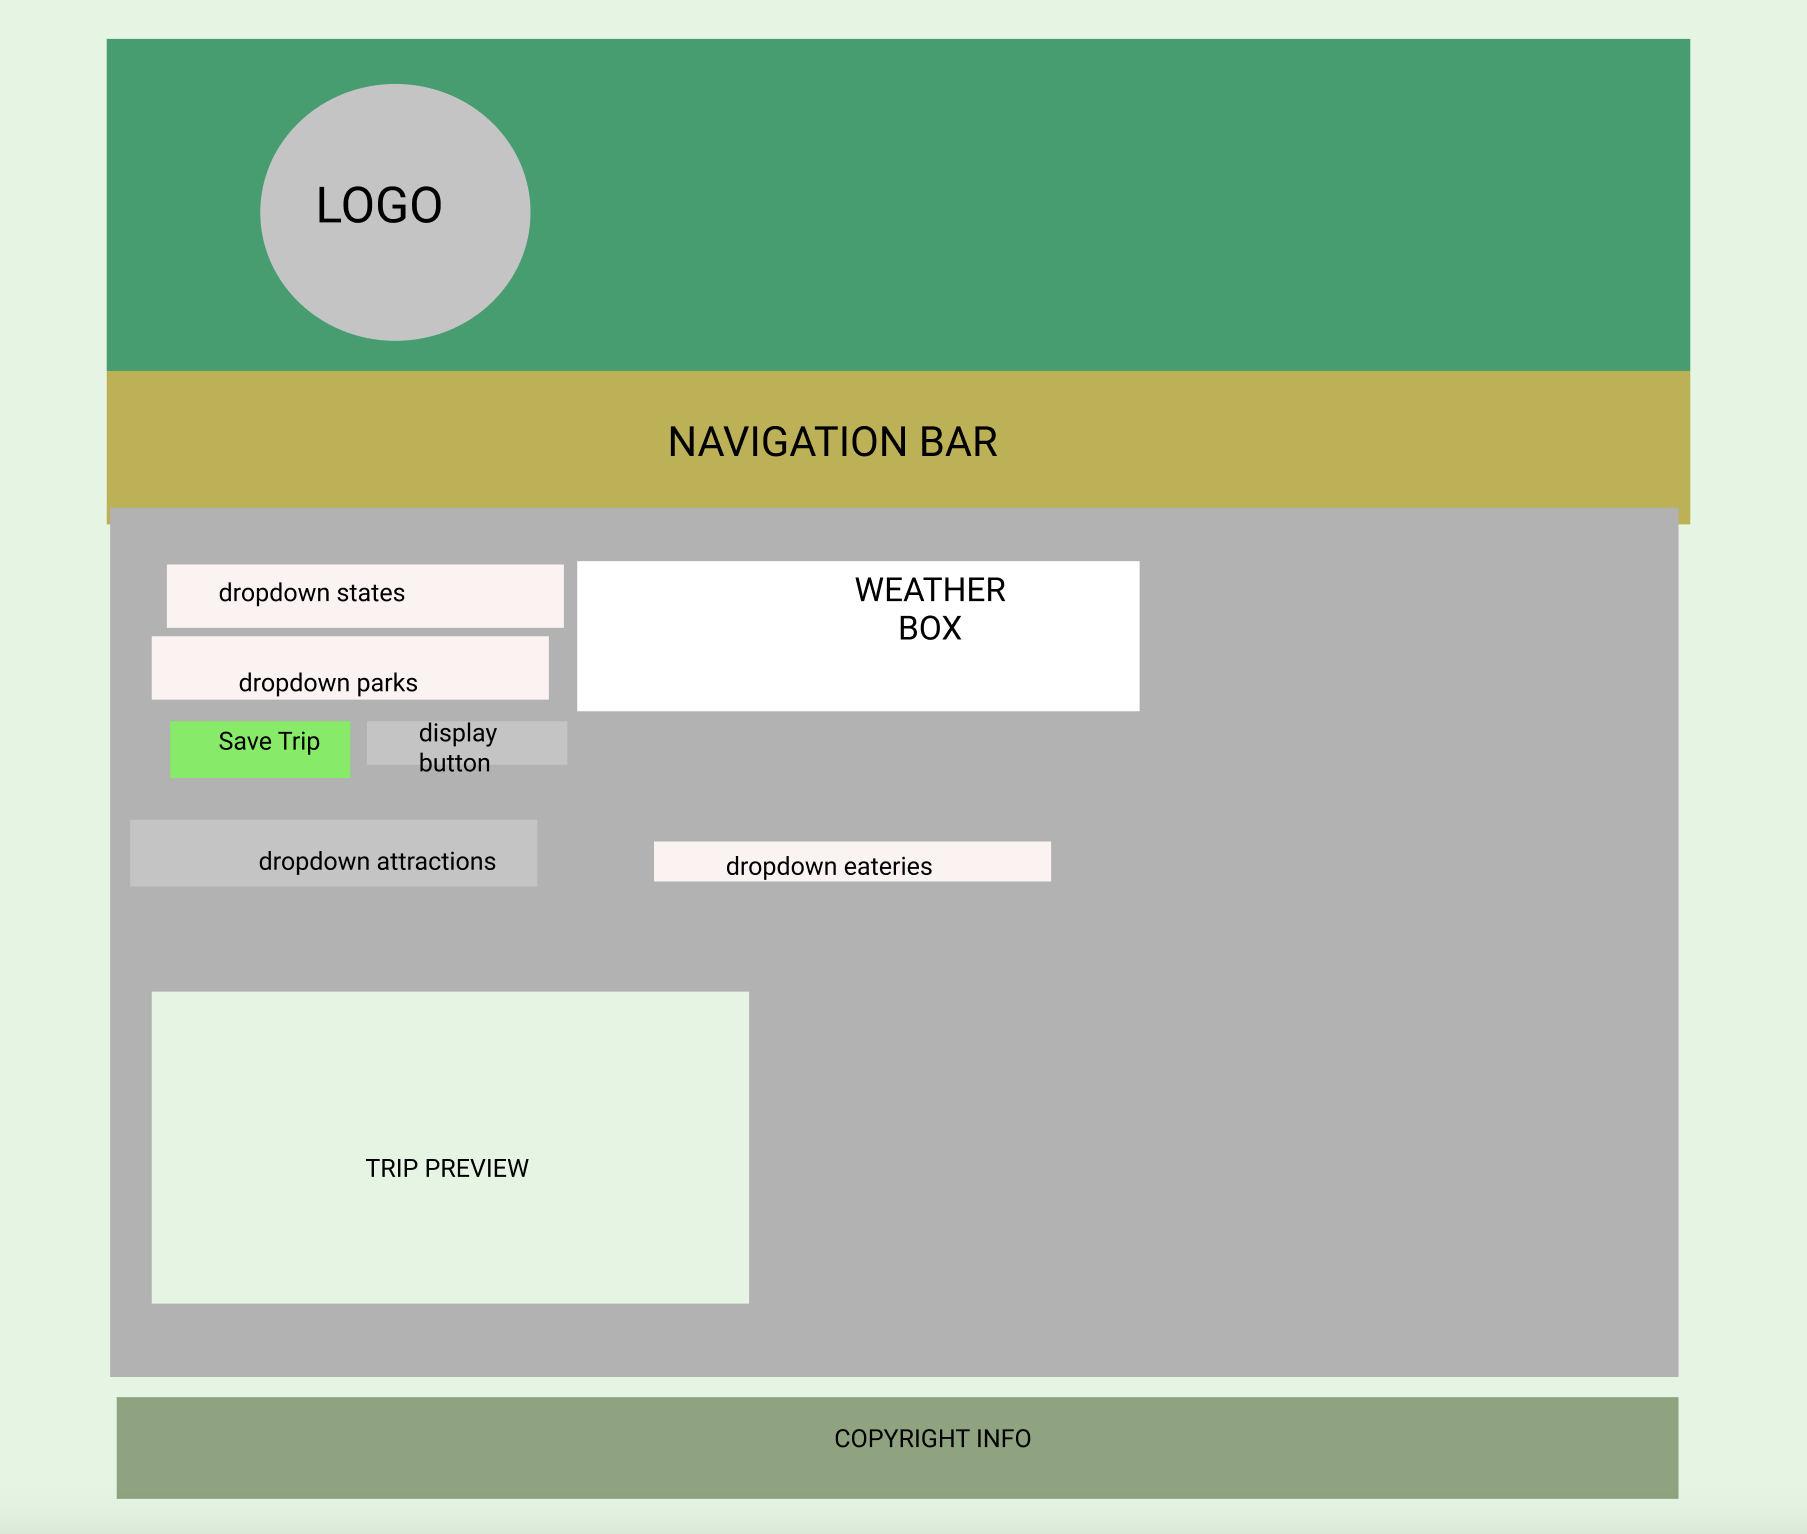 LOGO
NAVIGATION BAR
dropdown states
WEATHER
BOX
dropdown parks
Save Trip
display
button
dropdown attractions
dropdown eateries
TRIP PREVIEW
COPYRIGHT INFO